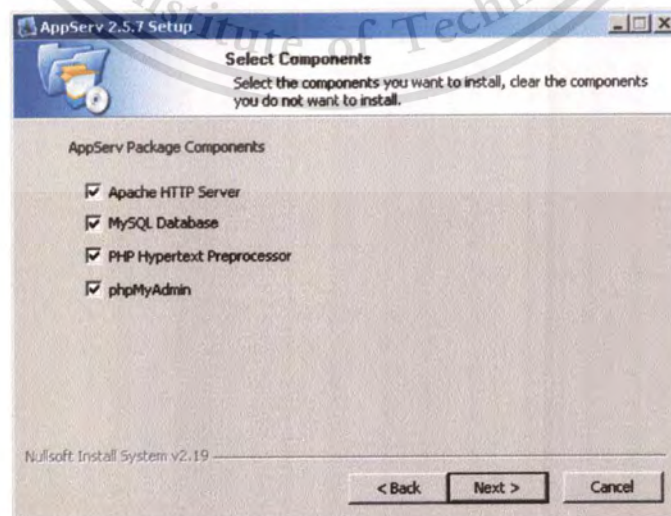 AppServ 2.5.7 Setup
Select Components
Select the components you want to install, clear the components
you do not want to install.
AppServ Package Components
Apache HTTP Server
MySQL Database
PHP Hypertext Preprocessor
phpMyAdmin
Nullsoft Install System v2.19
< Back
Next >
Cancel